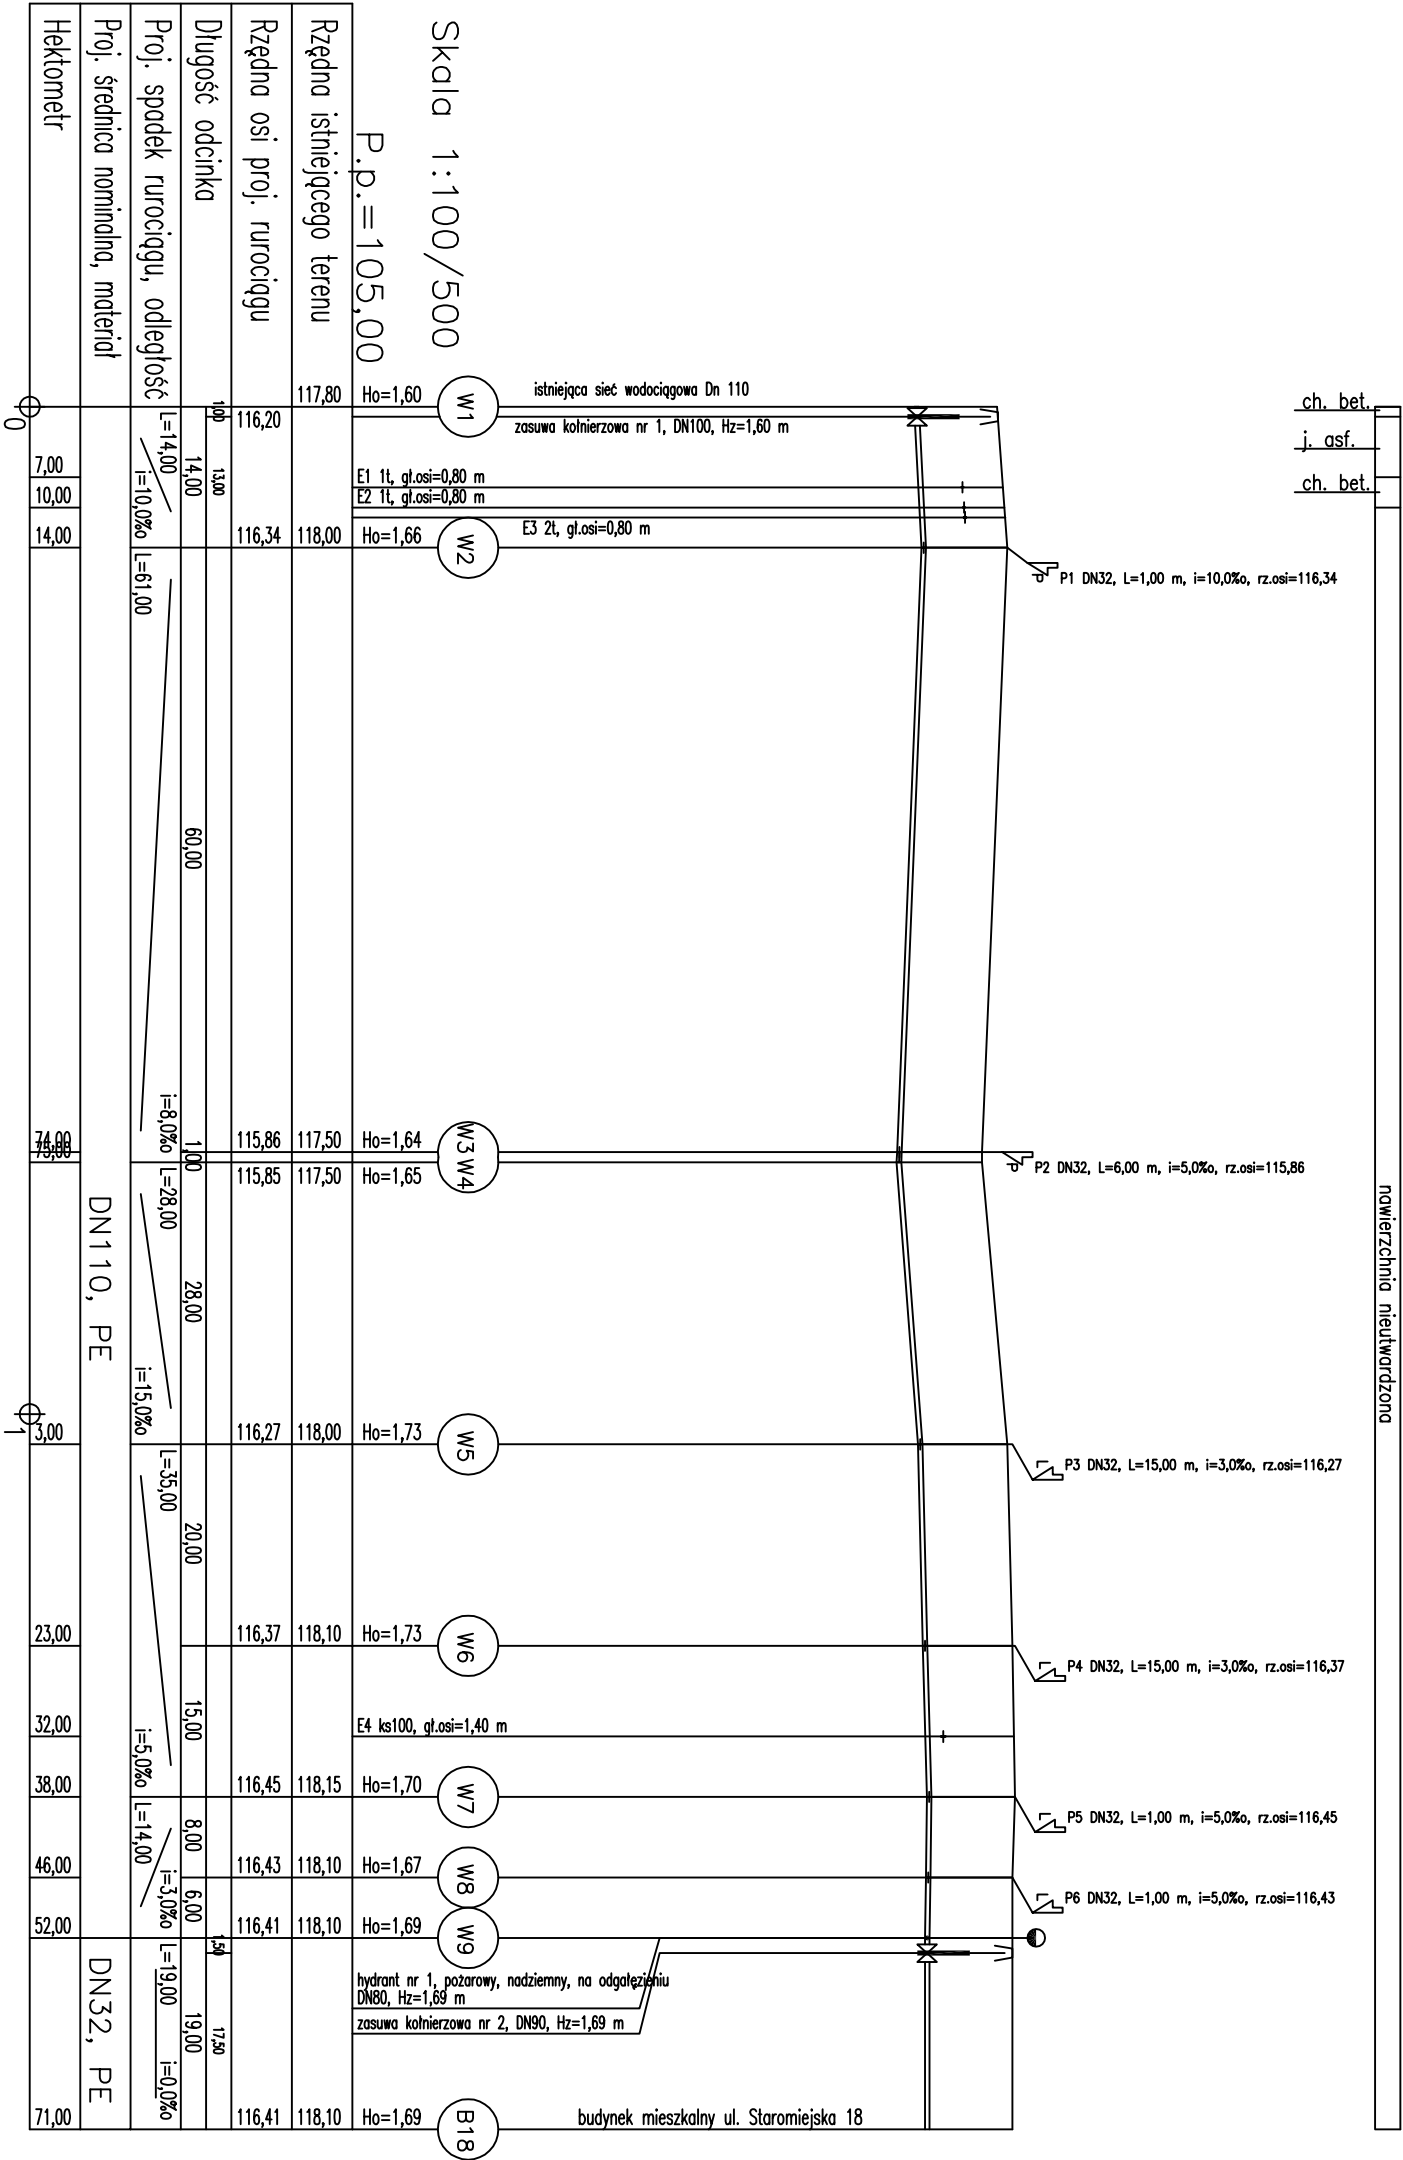 Skala 1:100/500
P.p.=105,00
Rzędna istniejącego terenu
Rzędna osi proj. rurociągu
Długość odcinka
Proj. spadek rurociągu, odległość
Proj. średnica nominalna, materiał
Hektometr
ch. bet.
j. asf.
ch. bet.
nawierzchnia nieutwardzona
117,80 Ho=1,60 W1 istniejąca sieć wodociągowa Dn 110
116,20
zasuwa kołnierzowa nr 1, DN100, Hz=1,60 m
E1 1t, gł.osi=0,80 m
E2 1t, gł.osi=0,80 m
E3 2t, gł.osi=0,80 m
14,00 116,34 118,00 Ho=1,66 W2
P1 DN32, L=1,00 m, i=10,0‰, rz.osi=116,34
74,00 115,86 117,50 Ho=1,64 W3
75,00 115,85 117,50 Ho=1,65 W4
P2 DN32, L=6,00 m, i=5,0‰, rz.osi=115,86
3,00 116,27 118,00 Ho=1,73 W5
P3 DN32, L=15,00 m, i=3,0‰, rz.osi=116,27
23,00 116,37 118,10 Ho=1,73 W6
P4 DN32, L=15,00 m, i=3,0‰, rz.osi=116,37
32,00 E4 ks100, gł.osi=1,40 m
38,00 116,45 118,15 Ho=1,70 W7
P5 DN32, L=1,00 m, i=5,0‰, rz.osi=116,45
46,00 116,43 118,10 Ho=1,67 W8
P6 DN32, L=1,00 m, i=5,0‰, rz.osi=116,43
52,00 116,41 118,10 Ho=1,69 W9
hydrant nr 1, pożarowy, nadziemny, na odgałęzieniu
DN80, Hz=1,69 m
zasuwa kołnierzowa nr 2, DN90, Hz=1,69 m
71,00 116,41 118,10 Ho=1,69 B18 budynek mieszkalny ul. Staromiejska 18
1,00 13,00 1,50 17,50
14,00 60,00 1,00 28,00 20,00 15,00 8,00 6,00 19,00
L=14,00 i=10,0‰
L=61,00 i=8,0‰
L=28,00 i=15,0‰
L=35,00 i=5,0‰
L=14,00 i=3,0‰
L=19,00 i=0,0‰
DN110, PE
DN32, PE
0
7,00
10,00
1